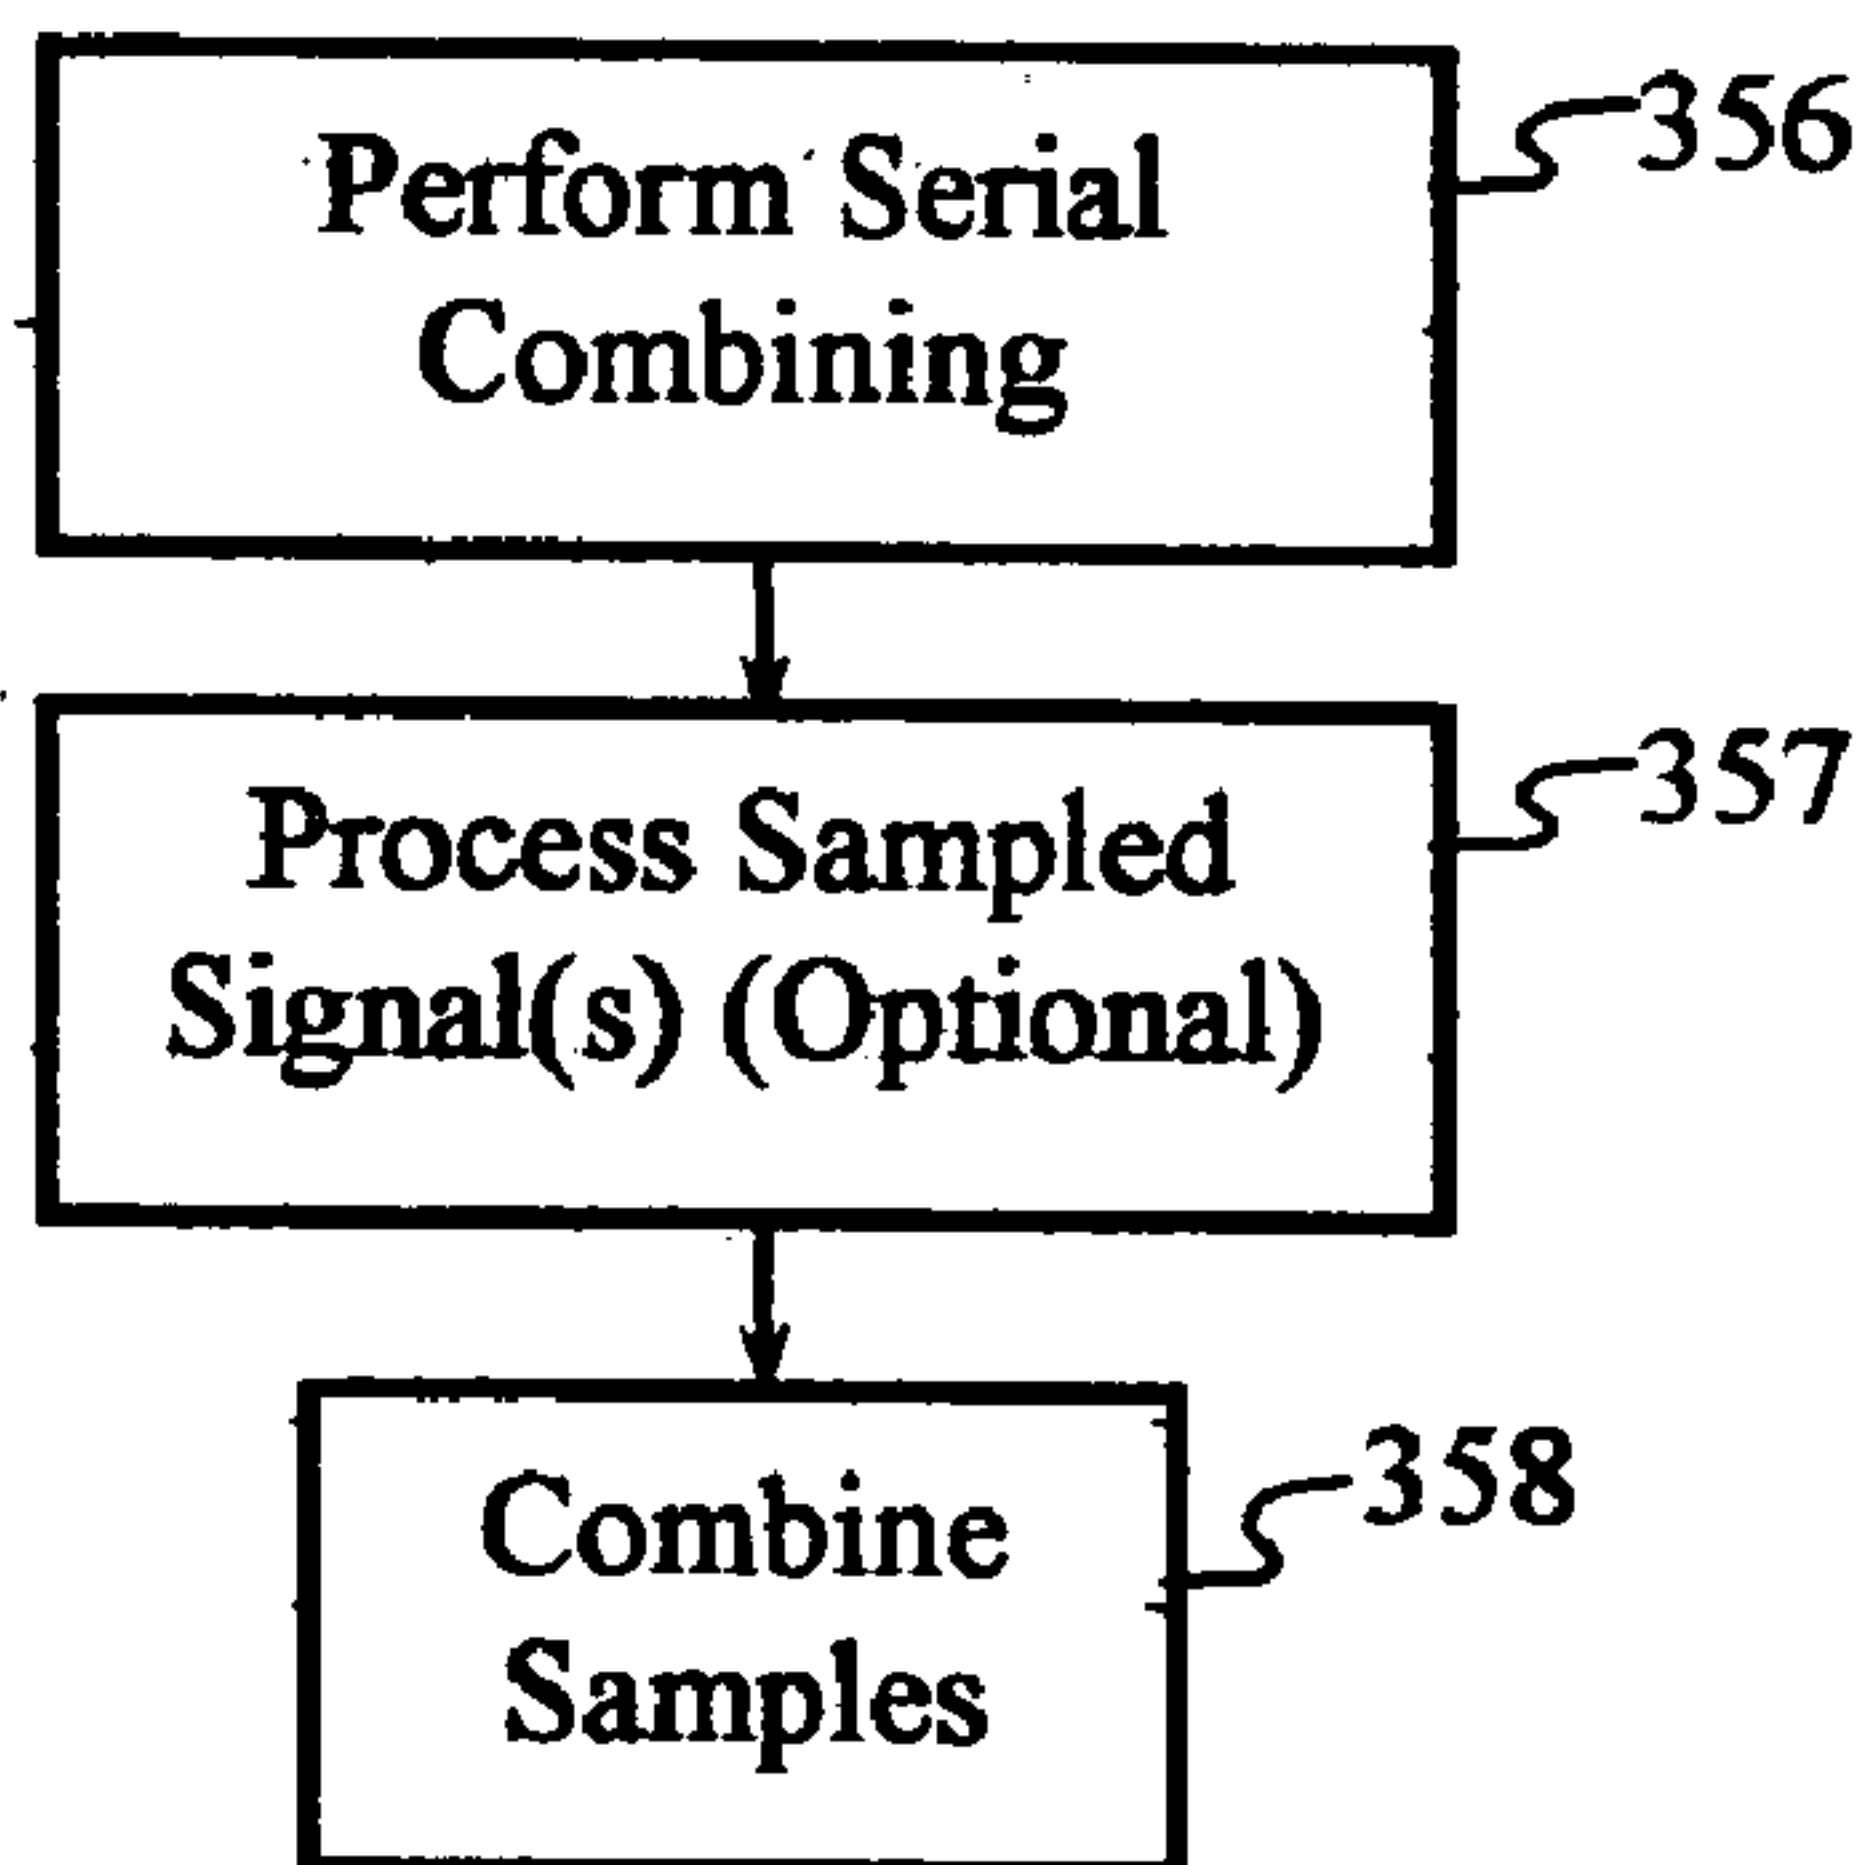 Perform Serial
Combining
356
Process Sampled
Signal(s) (Optional)
357
Combine
Samples
358